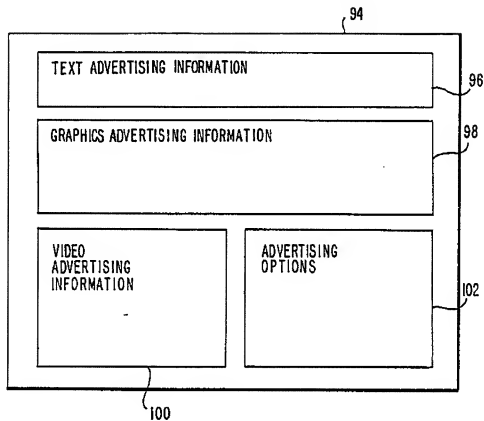 94
TEXT ADVERTISING INFORMATION
96
GRAPHICS ADVERTISING INFORMATION
98
VIDEO
ADVERTISING
INFORMATION
ADVERTISING
OPTIONS
102
100